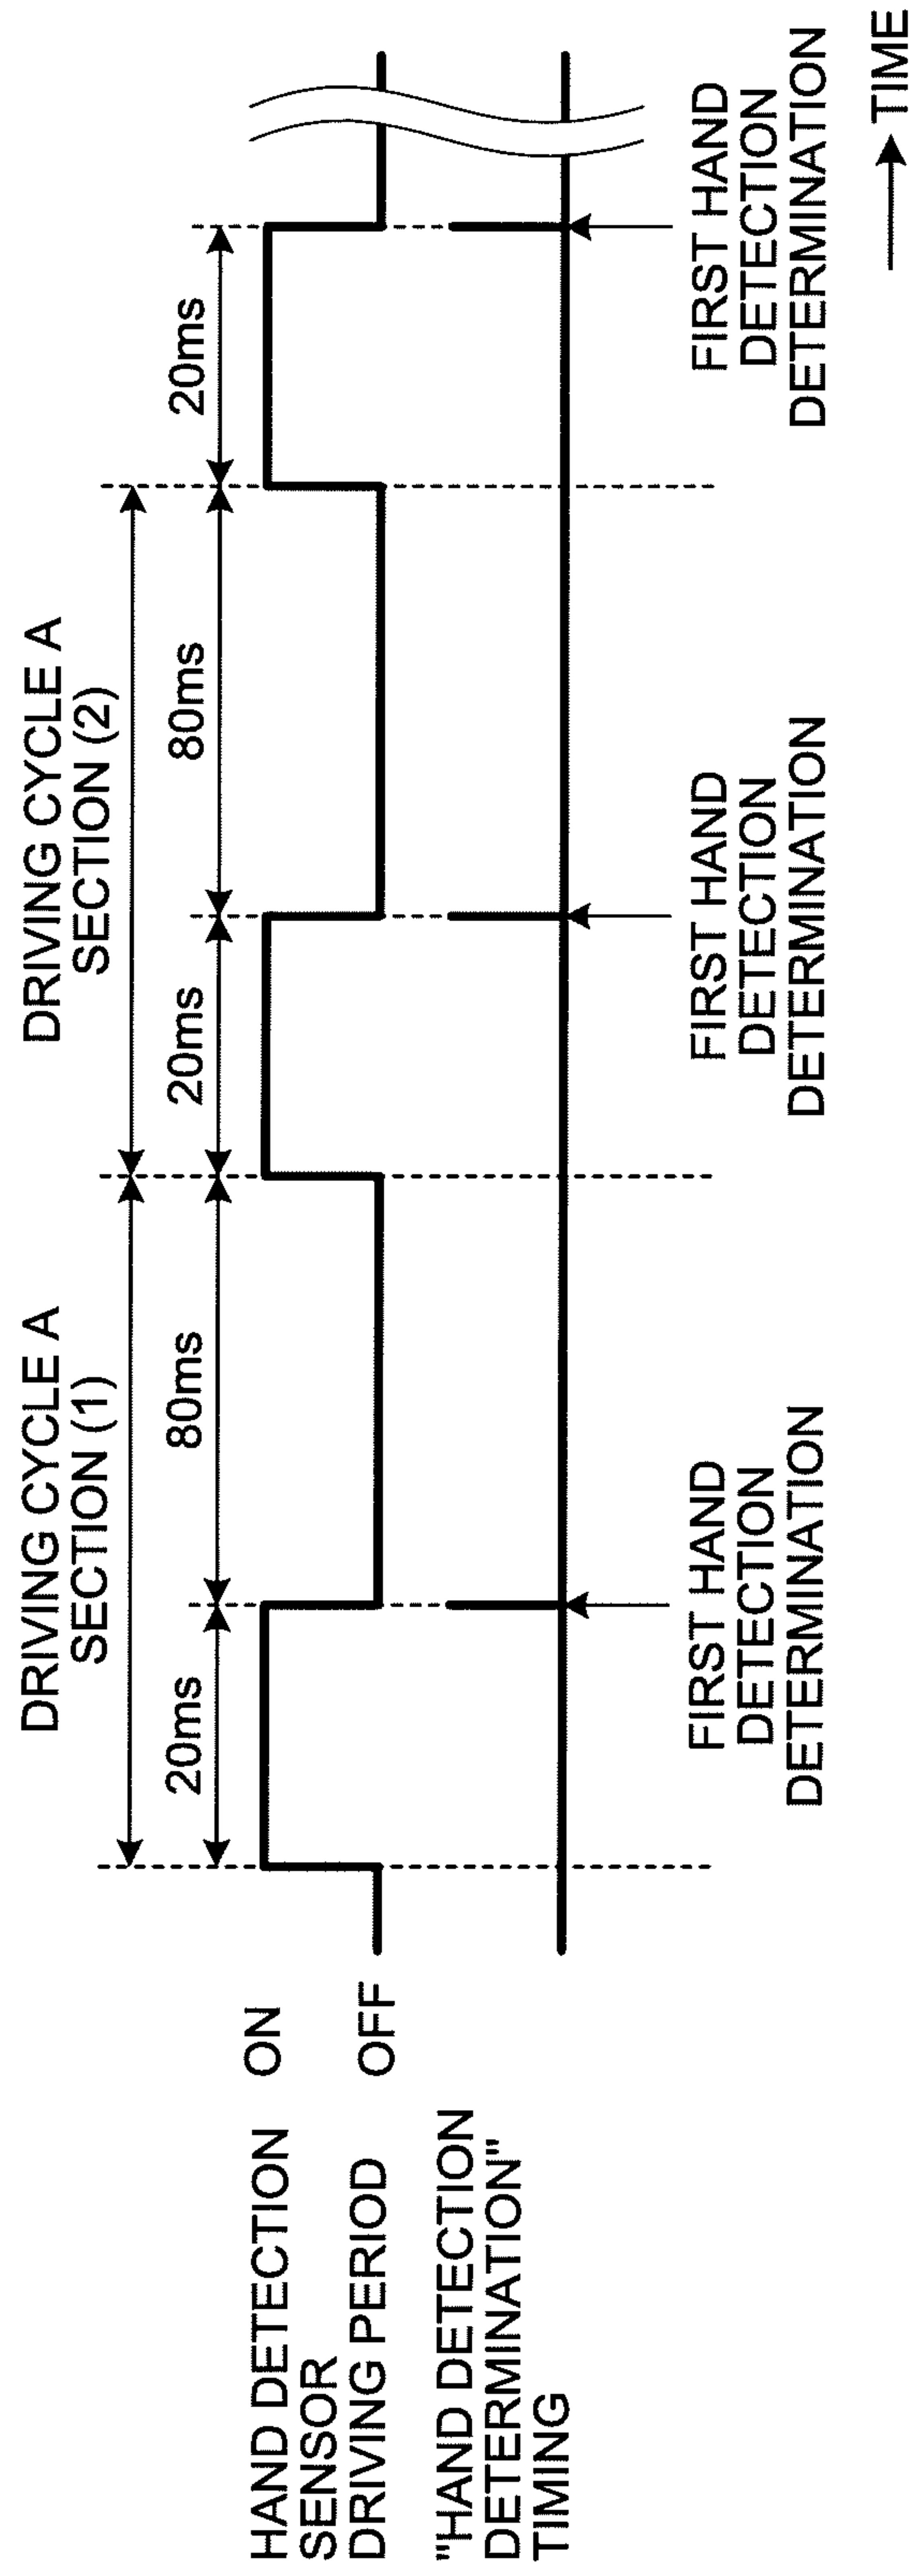 DRIVING CYCLE A
SECTION (1)
DRIVING CYCLE A
SECTION (2)
20ms
80ms
20ms
80ms
20ms
HAND DETECTION
SENSOR
DRIVING PERIOD
ON
OFF
"HAND DETECTION
DETERMINATION"
TIMING
FIRST HAND
DETECTION
DETERMINATION
FIRST HAND
DETECTION
DETERMINATION
FIRST HAND
DETECTION
DETERMINATION
TIME